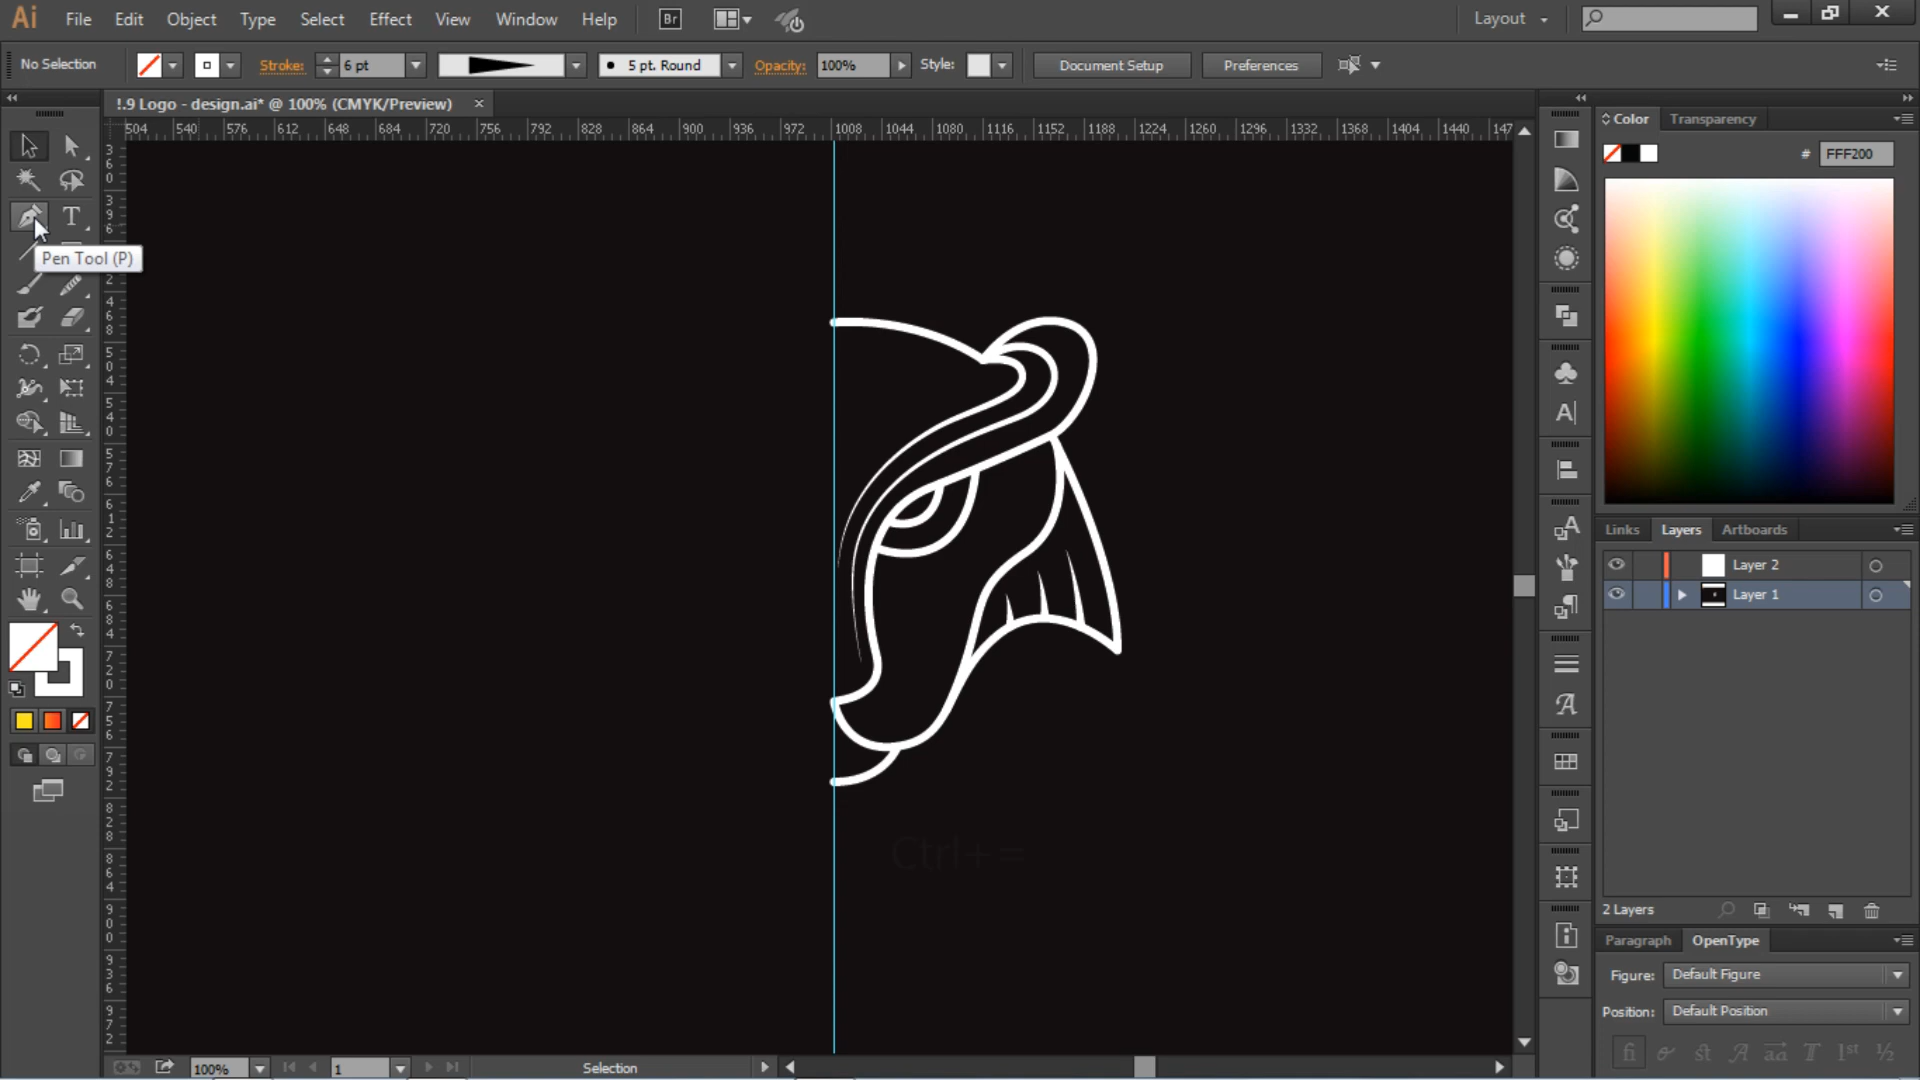 Ai File Edit Object Type Select Effect View Window Help Br Layout
No Selection Stroke: 6 pt 5 pt. Round Opacity: 100% Style: Document Setup Preferences
!.9 Logo - design.ai* @ 100% (CMYK/Preview)
504 540 576 612 648 684 720 756 792 828 864 900 936 972 1008 1044 1080 1116 1152 1188 1224 1260 1296 1332 1368 1404 1440 147
Pen Tool (P)
Ctrl+=
Color Transparency
# FFF200
Links Layers Artboards
Layer 2
Layer 1
2 Layers
Paragraph OpenType
Figure: Default Figure
Position: Default Position
100% 1 Selection